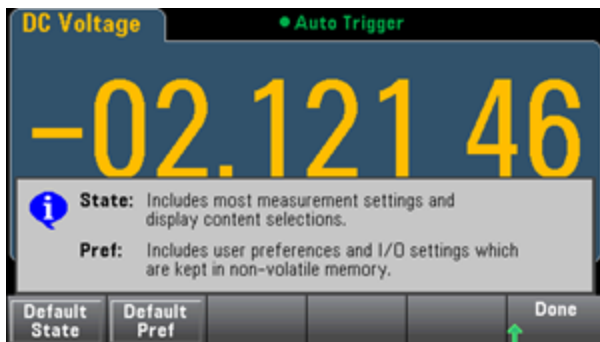 DC Voltage
Auto Trigger
-02.121 46
State: Includes most measurement settings and
display content selections.
Pref: Includes user preferences and I/O settings which
are kept in non-volatile memory.
Default State
Default Pref
Done